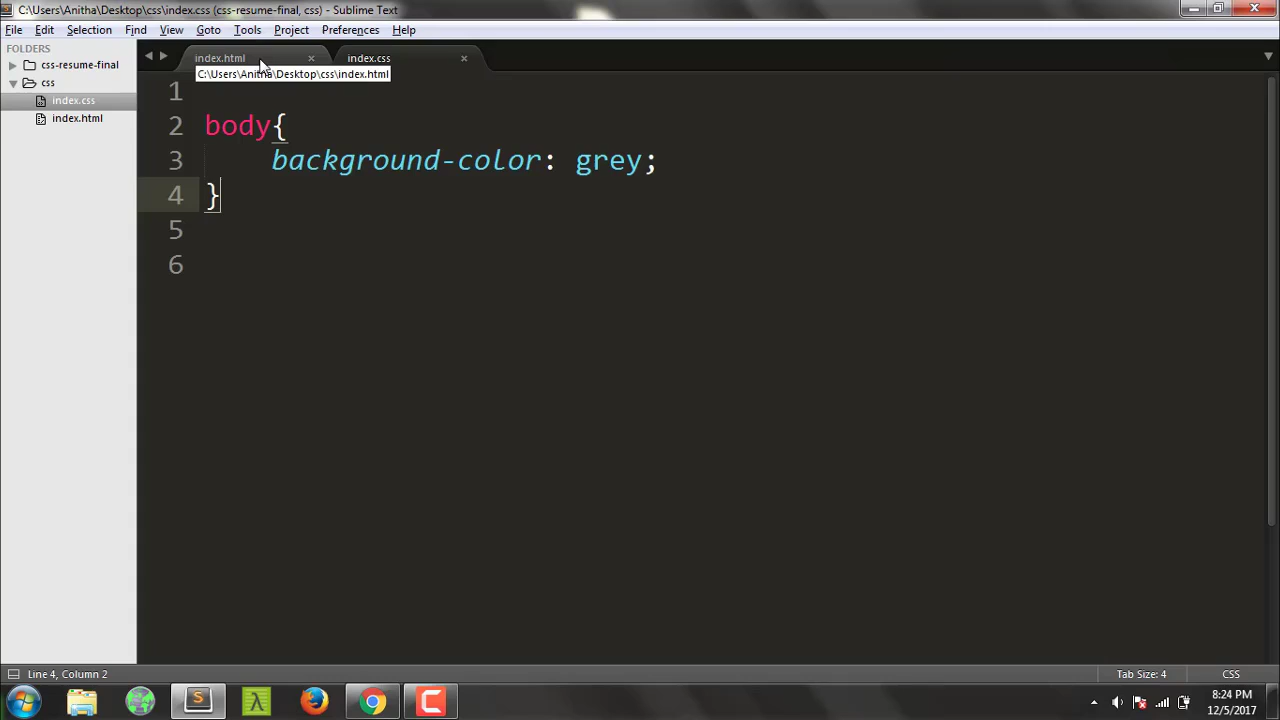 C:\Users\Anitha\Desktop\css\index.css (css-resume-final, css) - Sublime Text
File Edit Selection View Goto Tools Project Preferences Help
FOLDERS
css-resume-final
css
index.css
index.html
index.html index.css
C:\Users\Anitha\Desktop\css\index.html
1
2 body{
3 background-color: grey;
4 }
5
6
Line 4, Column 2 Tab Size: 4 CSS
8:24 PM
12/5/2017